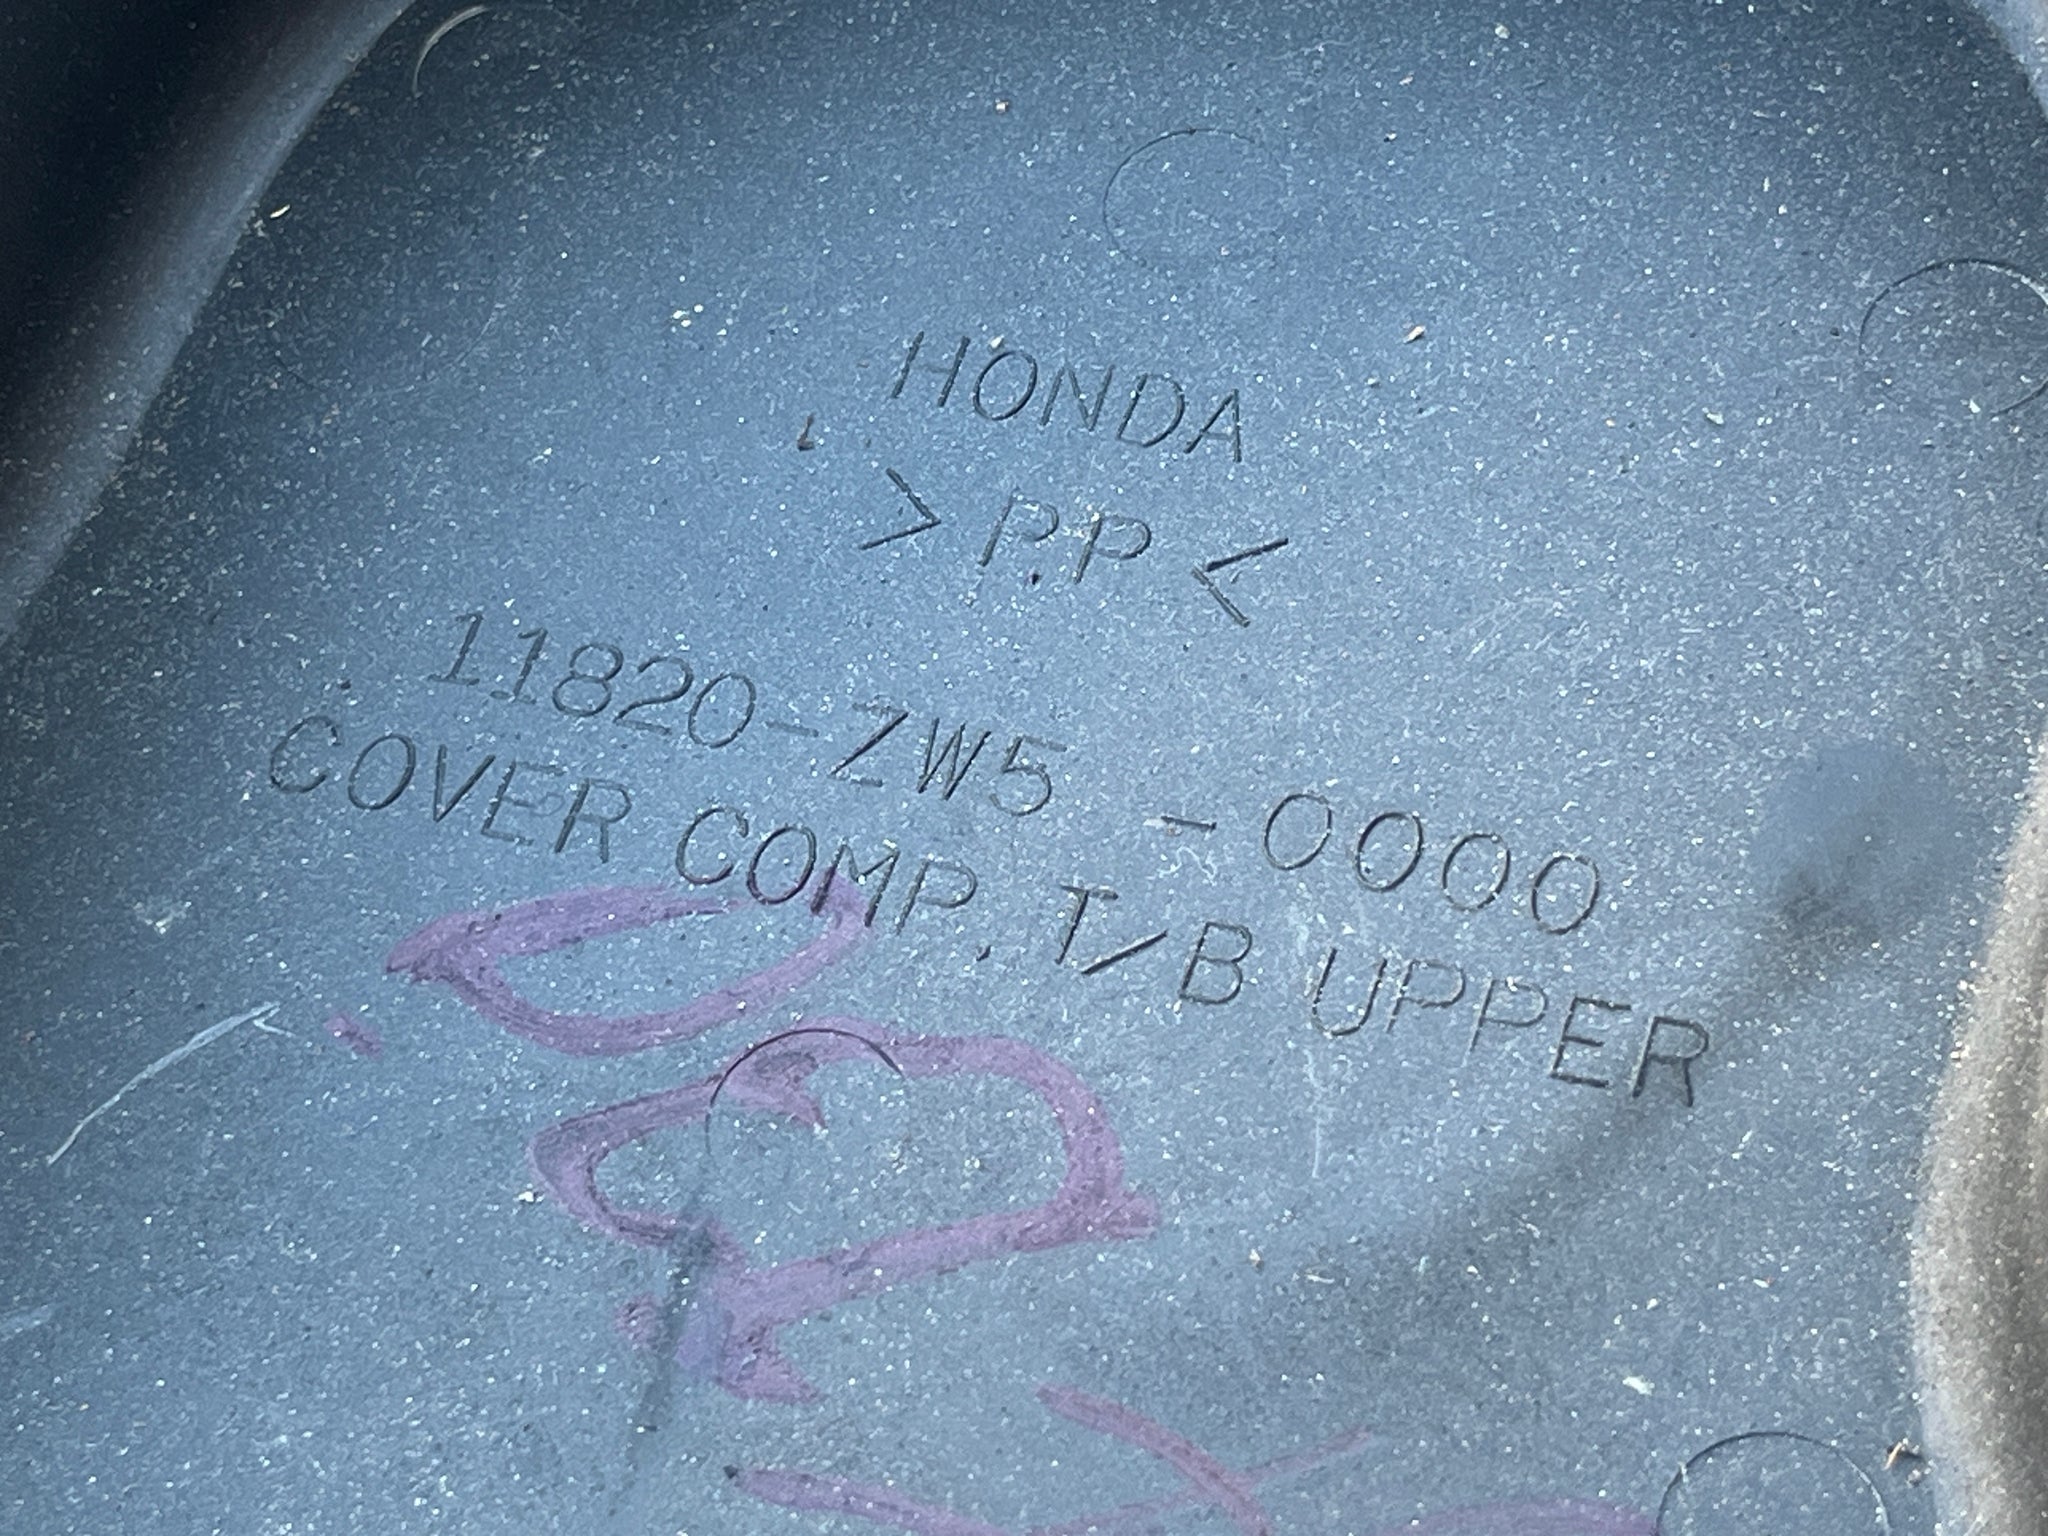 HONDA
>P.P<
11820-ZW5 -0000
COVER COMP.T/B UPPER